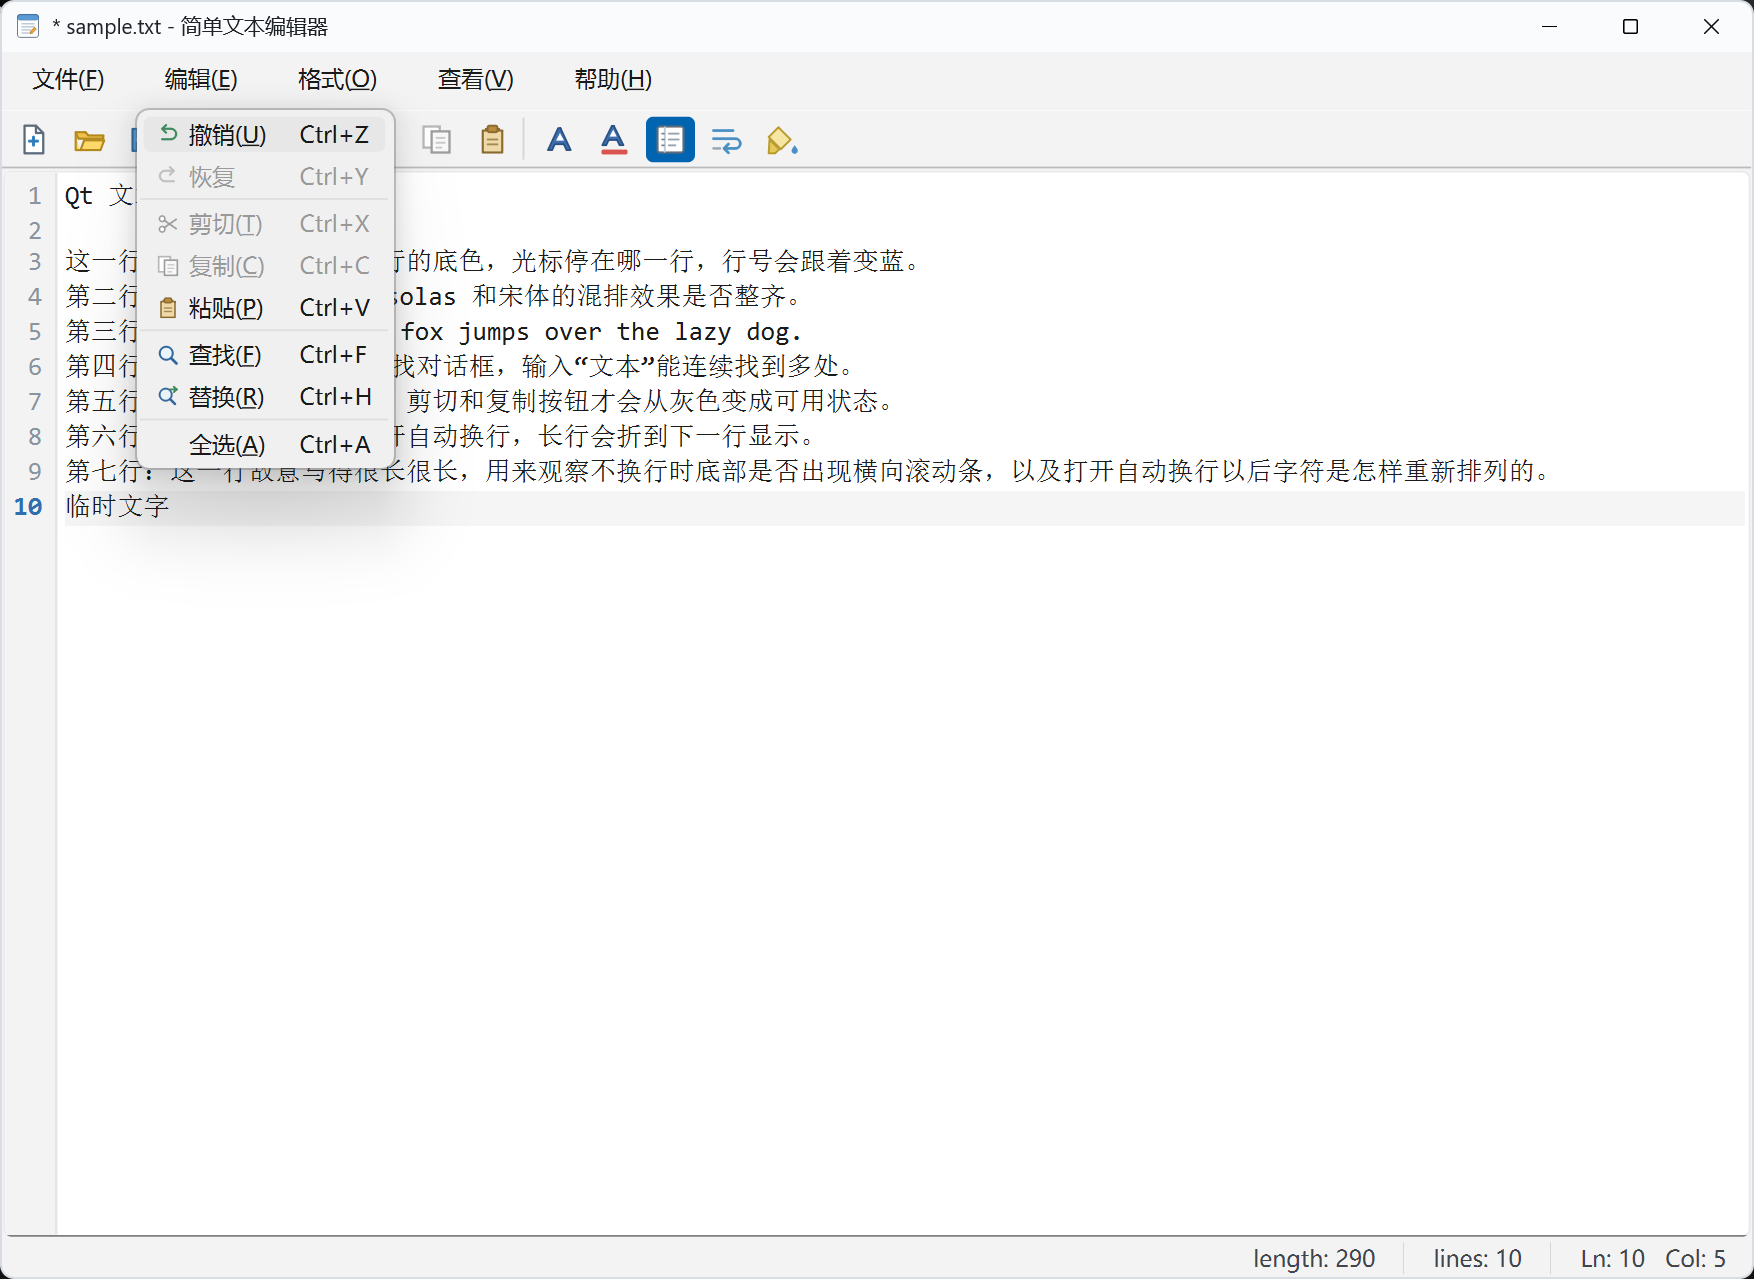 * sample.txt - 简单文本编辑器
文件(F) 编辑(E) 格式(O) 查看(V) 帮助(H)
撤销(U) Ctrl+Z
恢复 Ctrl+Y
剪切(T) Ctrl+X
复制(C) Ctrl+C
粘贴(P) Ctrl+V
查找(F) Ctrl+F
替换(R) Ctrl+H
全选(A) Ctrl+A
1 Qt 文
2
3 这一行 行的底色，光标停在哪一行，行号会跟着变蓝。
4 第二行 solas 和宋体的混排效果是否整齐。
5 第三行 fox jumps over the lazy dog.
6 第四行 找对话框，输入“文本”能连续找到多处。
7 第五行 剪切和复制按钮才会从灰色变成可用状态。
8 第六行 开自动换行，长行会折到下一行显示。
9 第七行：这一行故意写得很长很长，用来观察不换行时底部是否出现横向滚动条，以及打开自动换行以后字符是怎样重新排列的。
10 临时文字
length: 290 lines: 10 Ln: 10 Col: 5